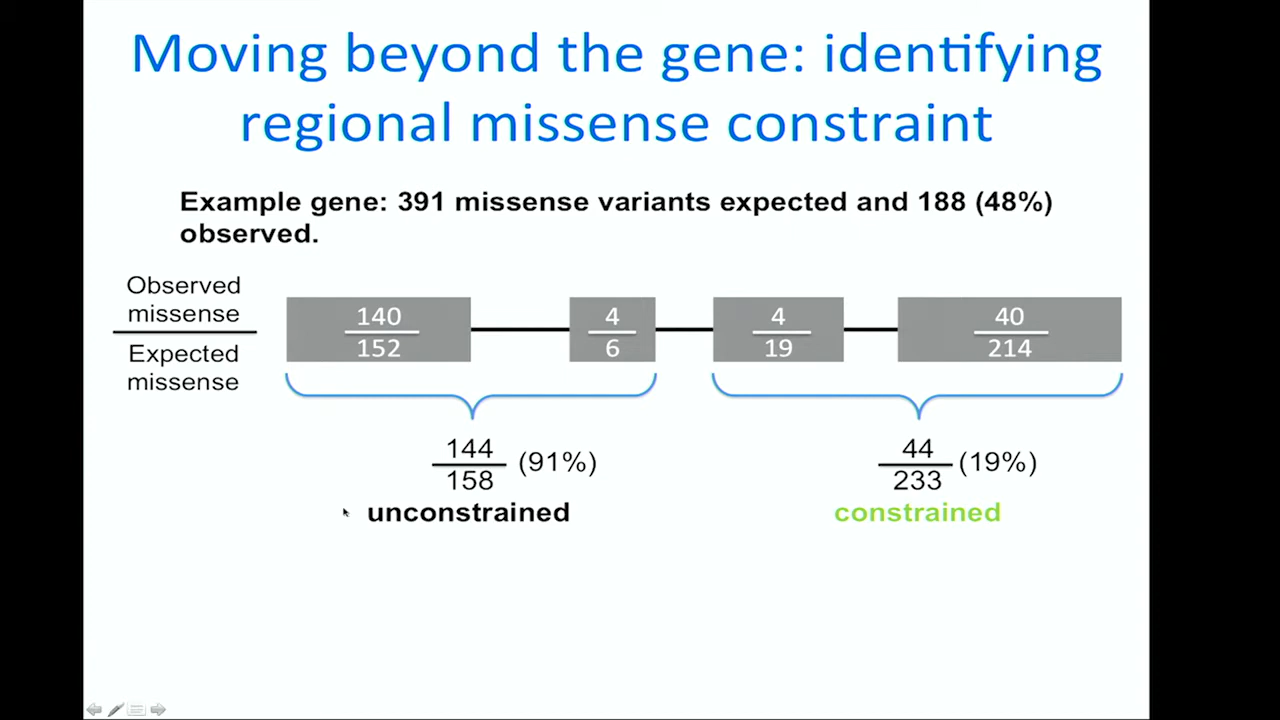 Moving beyond the gene: identifying
regional missense constraint
Example gene: 391 missense variants expected and 188 (48%)
observed.
Observed
missense
Expected
missense
140
152
4
6
4
19
40
214
144
158
(91%)
unconstrained
44
233
(19%)
constrained